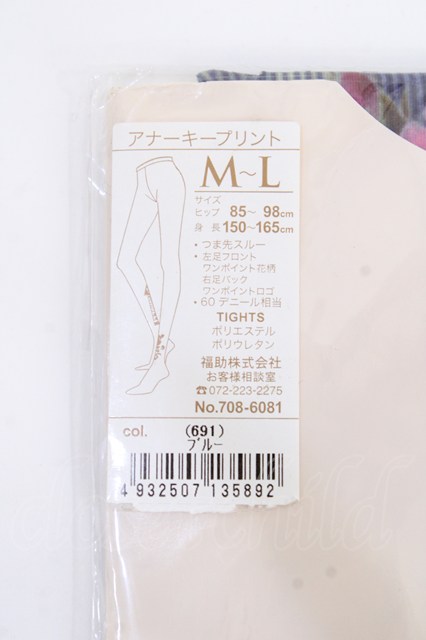 アナーキープリント
M~L
サイズ
ヒップ 85~ 98cm
身 長 150~165cm
・つま先スルー
・左足フロント
ワンポイント花柄
右足バック
ワンポイントロゴ
・60デニール相当
TIGHTS
ポリエステル
ポリウレタン
福助株式会社
お客様相談室
☎072-223-2275
No.708-6081
col.
(691)
ブルー
4 932507 135892